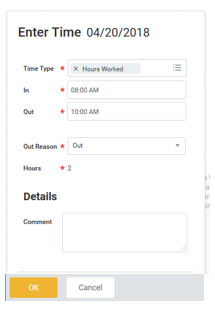 Enter Time 04/20/2018
Time Type * × Hours Worked
In * 08:00 AM
Out * 10:00 AM
Out Reason * Out
Hours * 2
Details
Comment
OK Cancel